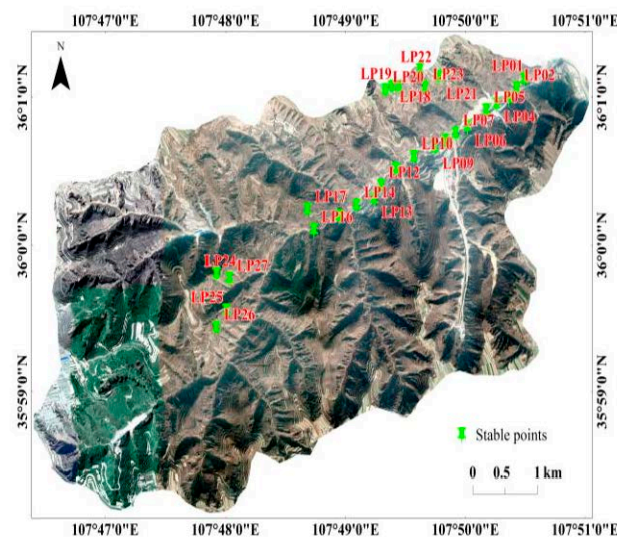 107°47'0"E 107°48'0"E 107°49'0"E 107°50'0"E 107°51'0"E
N
36°1'0"N
36°0'0"N
35°59'0"N
36°1'0"N
36°0'0"N
35°59'0"N
LP22
LP01
LP19
LP23
LP02
LP20
LP21
LP18
LP05
LP04
LP07
LP06
LP10
LP09
LP12
LP17
LP14
LP16
LP13
LP24
LP27
LP25
LP26
Stable points
0 0.5 1 km
107°47'0"E 107°48'0"E 107°49'0"E 107°50'0"E 107°51'0"E